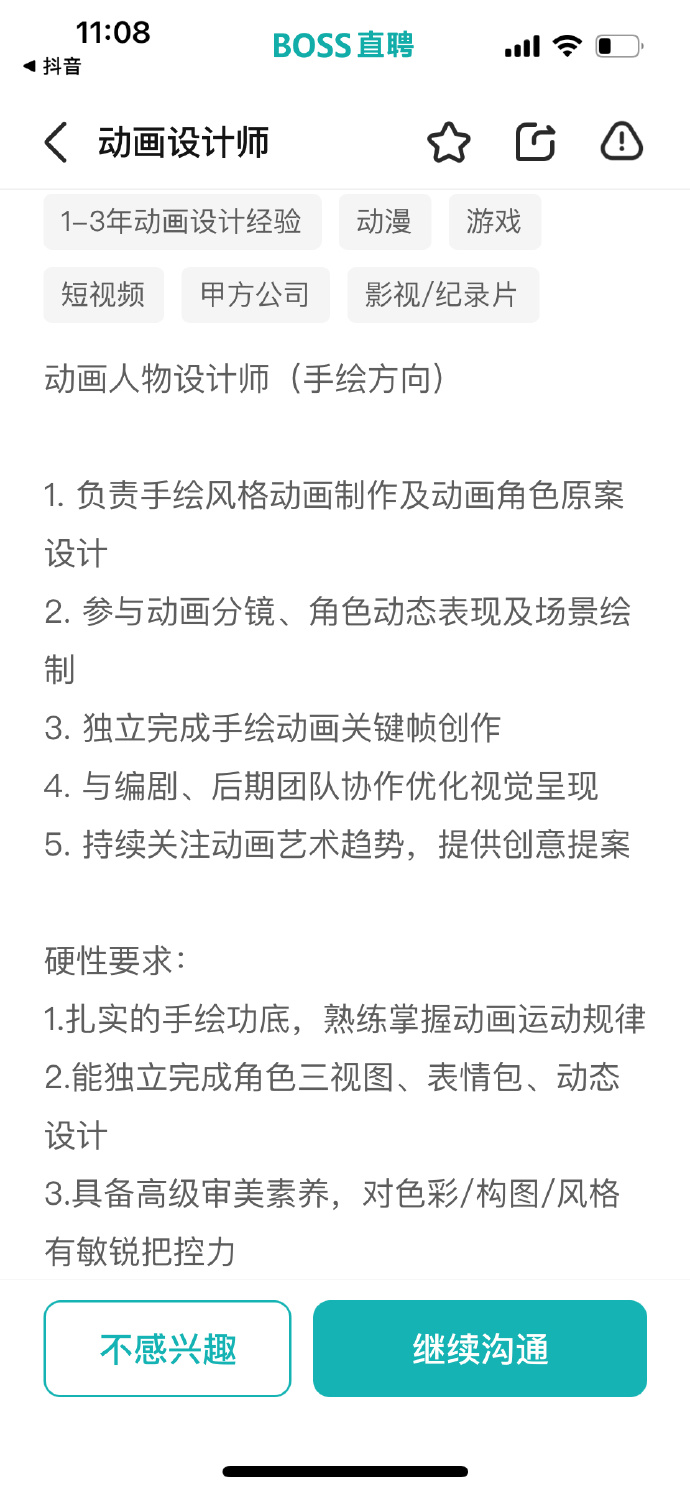 11:08
BOSS直聘
◀ 抖音
动画设计师
1–3年动画设计经验 动漫 游戏
短视频 甲方公司 影视/纪录片
动画人物设计师（手绘方向）
1. 负责手绘风格动画制作及动画角色原案
设计
2. 参与动画分镜、角色动态表现及场景绘
制
3. 独立完成手绘动画关键帧创作
4. 与编剧、后期团队协作优化视觉呈现
5. 持续关注动画艺术趋势，提供创意提案
硬性要求：
1.扎实的手绘功底，熟练掌握动画运动规律
2.能独立完成角色三视图、表情包、动态
设计
3.具备高级审美素养，对色彩/构图/风格
有敏锐把控力
不感兴趣 继续沟通